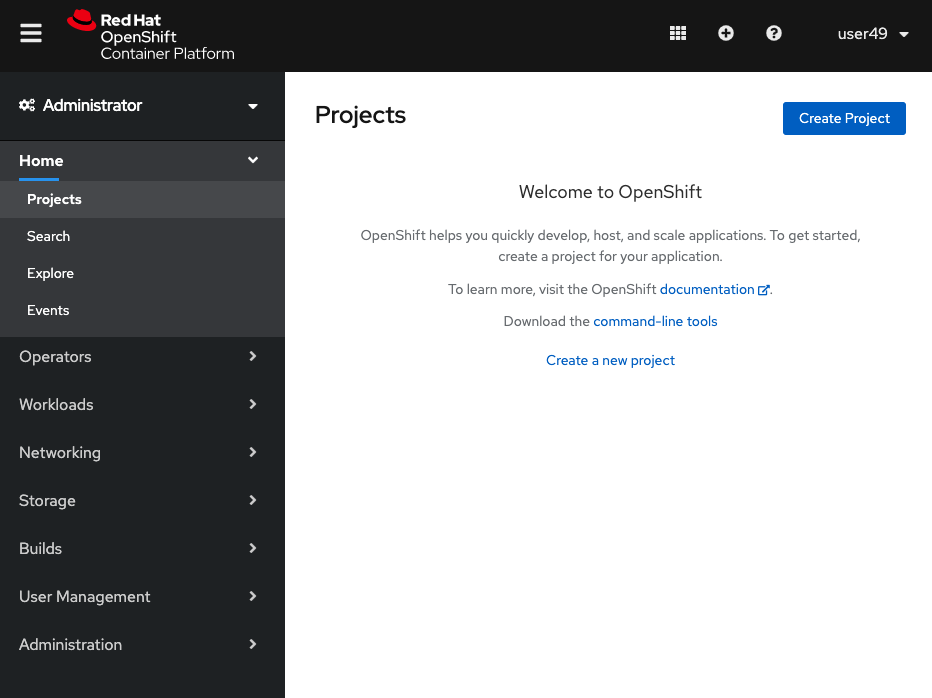 Red Hat
OpenShift
Container Platform
user49
Administrator
Home
Projects
Search
Explore
Events
Operators
Workloads
Networking
Storage
Builds
User Management
Administration
Projects
Create Project
Welcome to OpenShift
OpenShift helps you quickly develop, host, and scale applications. To get started,
create a project for your application.
To learn more, visit the OpenShift documentation.
Download the command-line tools
Create a new project